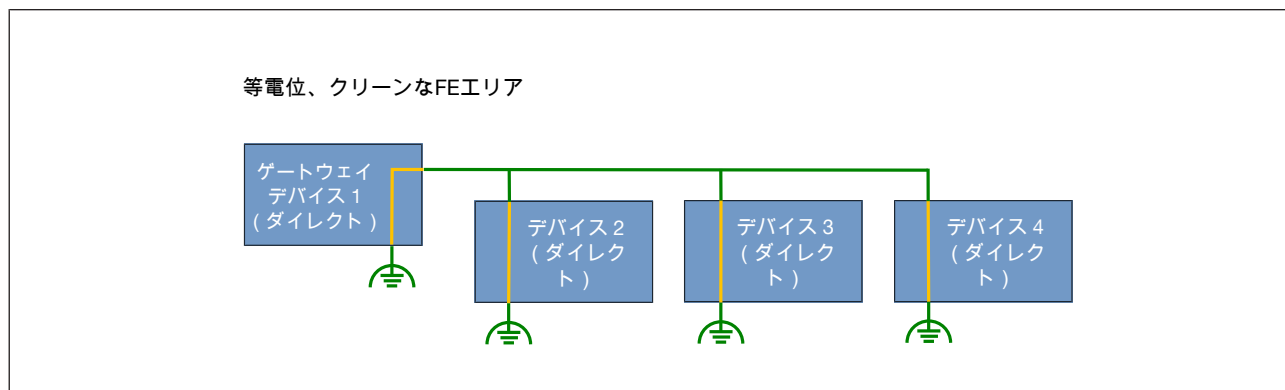 等電位、クリーンなFEエリア
ゲートウェイ
デバイス1
(ダイレクト)
デバイス2
(ダイレク
ト)
デバイス3
(ダイレク
ト)
デバイス4
(ダイレク
ト)